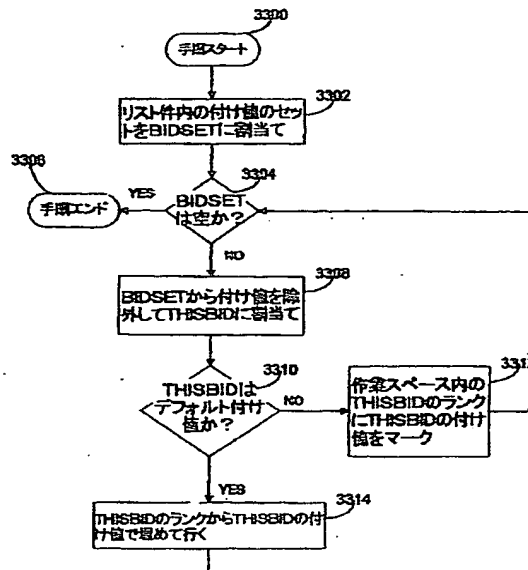 3300
手順スタート
3302
リスト件内の付け値のセッ
トをBIDSETに割当て
3306
3304
YES
手順エンド
BIDSET
は空か？
NO
3308
BIDSETから付け値を除
外してTHISBIDに割当て
3310
THISBIDは
デフォルト付け
値か？
NO
331
作業スペース内の
THISBIDのランク
にTHISBIDの付け
値をマーク
YES
3314
THISBIDのランクからTHISBIDの付
け値で埋めて行く